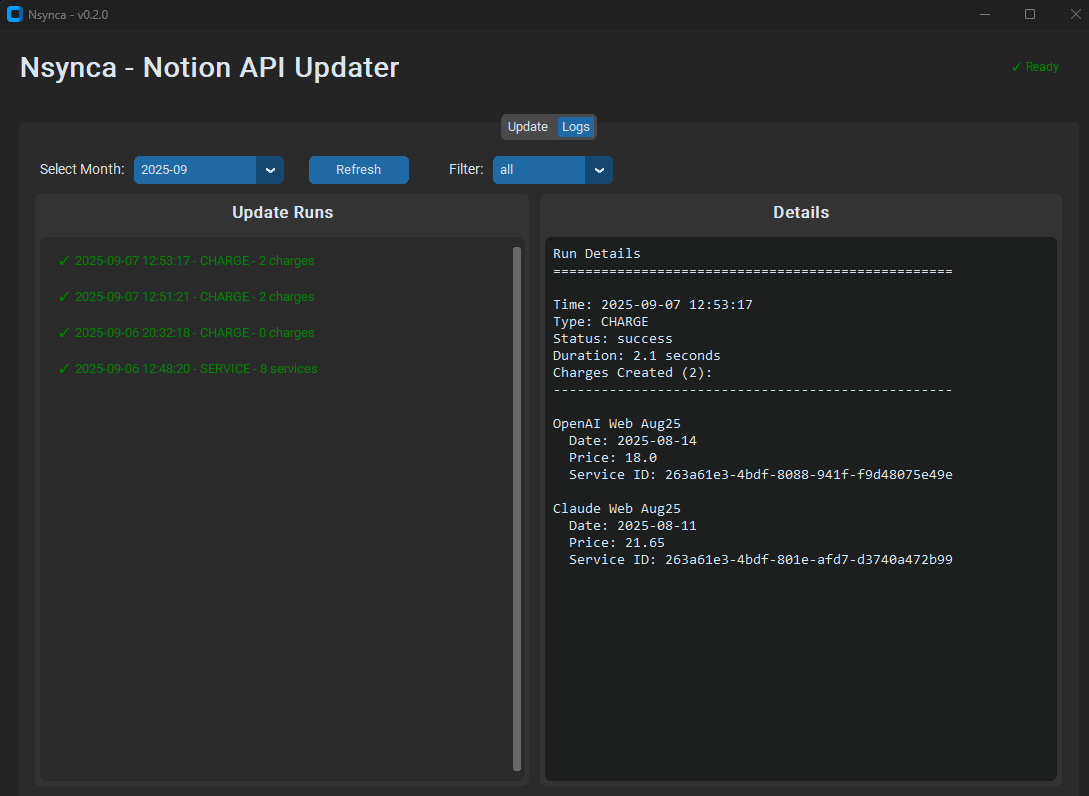 Nsynca - v0.2.0
Nsynca - Notion API Updater
✓ Ready
Update Logs
Select Month: 2025-09 Refresh Filter: all
Update Runs
✓ 2025-09-07 12:53:17 - CHARGE - 2 charges
✓ 2025-09-07 12:51:21 - CHARGE - 2 charges
✓ 2025-09-06 20:32:18 - CHARGE - 0 charges
✓ 2025-09-06 12:48:20 - SERVICE - 8 services
Details
Run Details
==================================================
Time: 2025-09-07 12:53:17
Type: CHARGE
Status: success
Duration: 2.1 seconds
Charges Created (2):
--------------------------------------------------
OpenAI Web Aug25
Date: 2025-08-14
Price: 18.0
Service ID: 263a61e3-4bdf-8088-941f-f9d48075e49e
Claude Web Aug25
Date: 2025-08-11
Price: 21.65
Service ID: 263a61e3-4bdf-801e-afd7-d3740a472b99